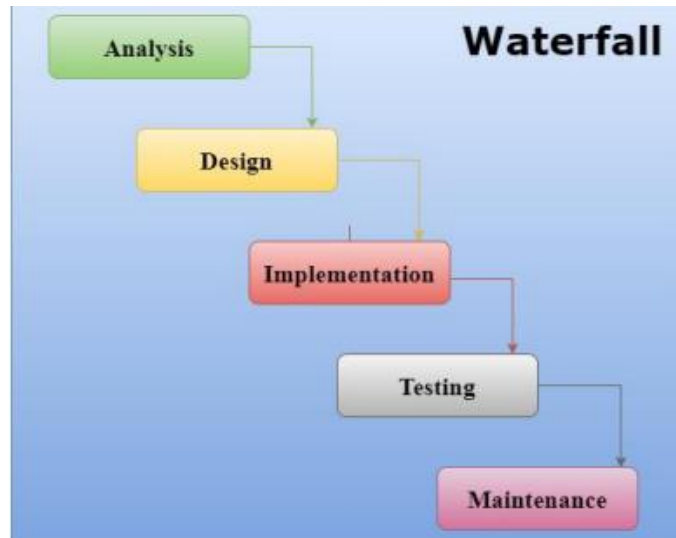 Waterfall
Analysis
Design
Implementation
Testing
Maintenance